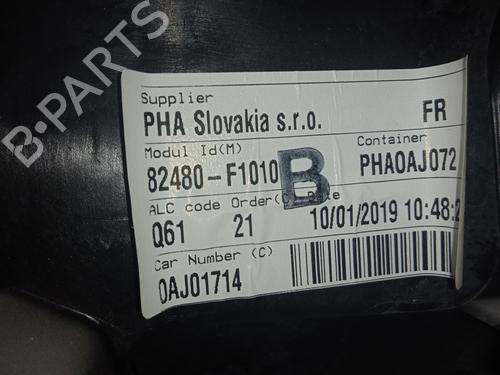 B-PARTS
Supplier
PHA Slovakia s.r.o. FR
Modul Id(M) Container
82480-F1010 B PHA0AJ072
ALC code Order( Date
Q61 21 10/01/2019 10:48:2
Car Number (C)
0AJ01714